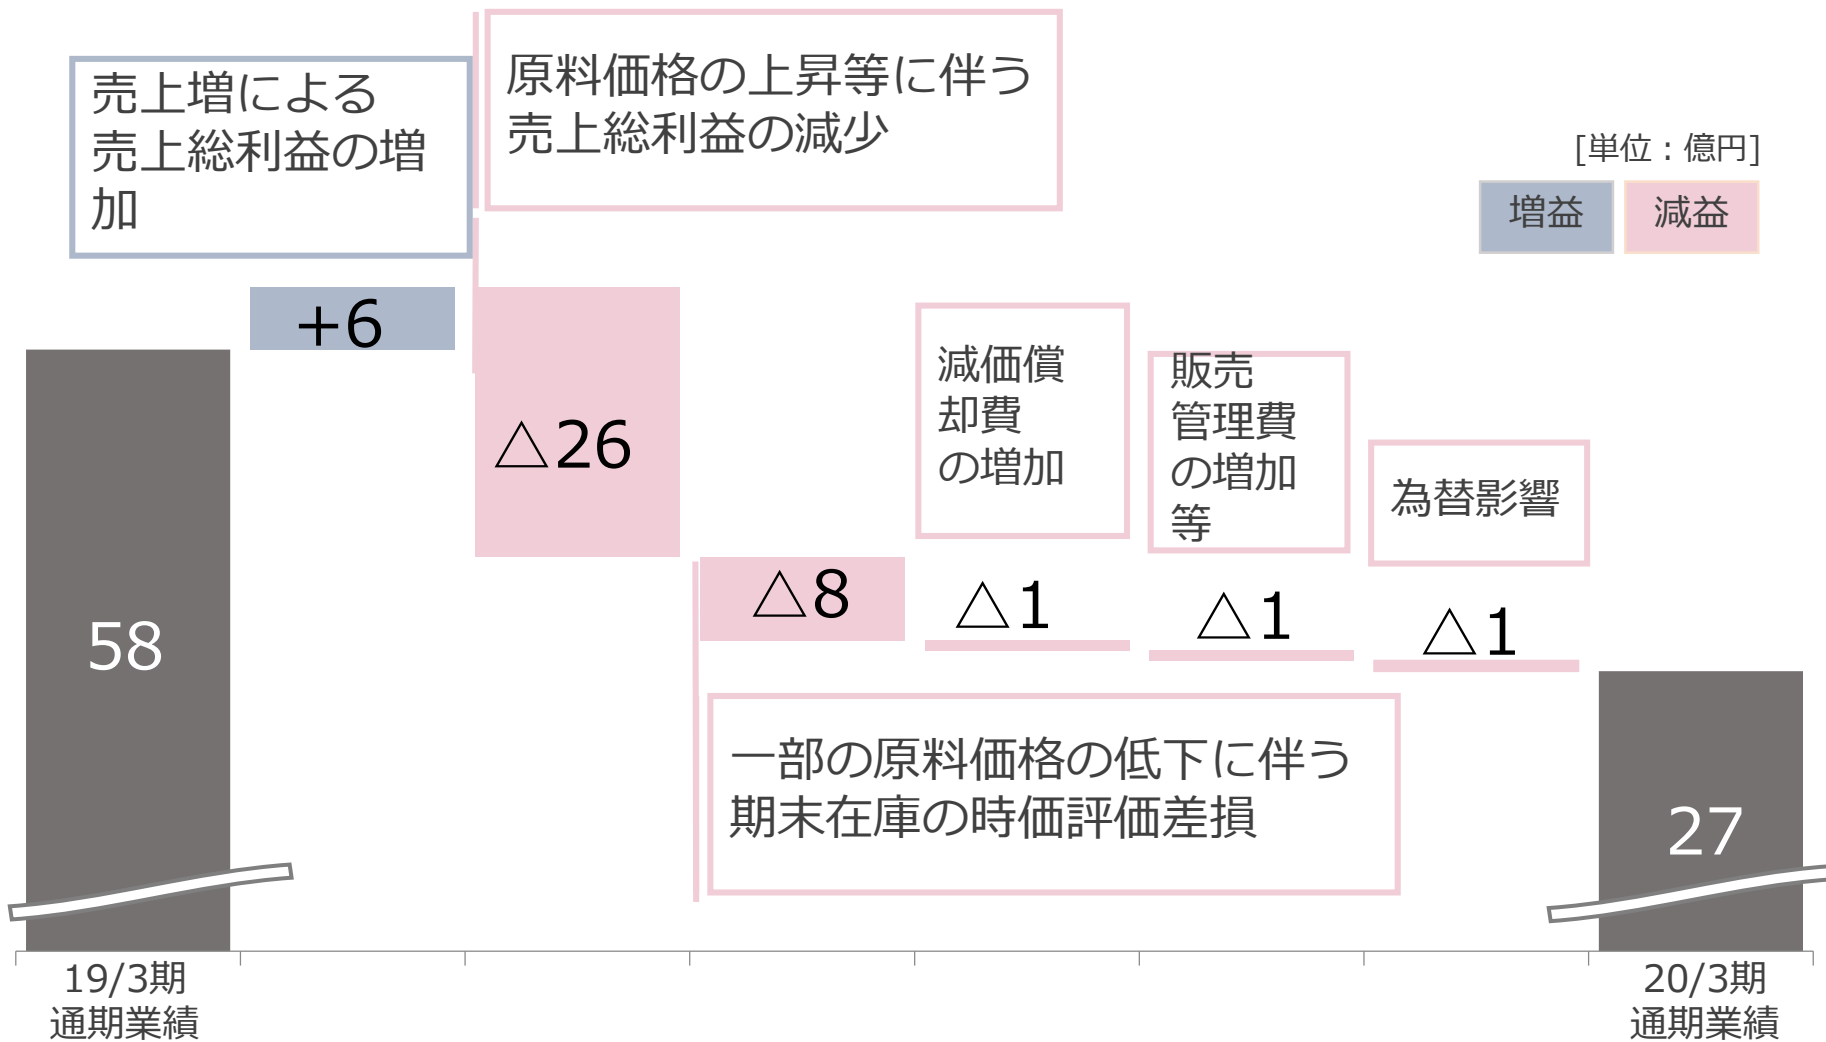 売上増による
売上総利益の増
加
原料価格の上昇等に伴う
売上総利益の減少
[単位：億円]
増益
減益
+6
△26
減価償
却費
の増加
販売
管理費
の増加
等
為替影響
58
△8
△1
△1
△1
一部の原料価格の低下に伴う
期末在庫の時価評価差損
27
19/3期
通期業績
20/3期
通期業績